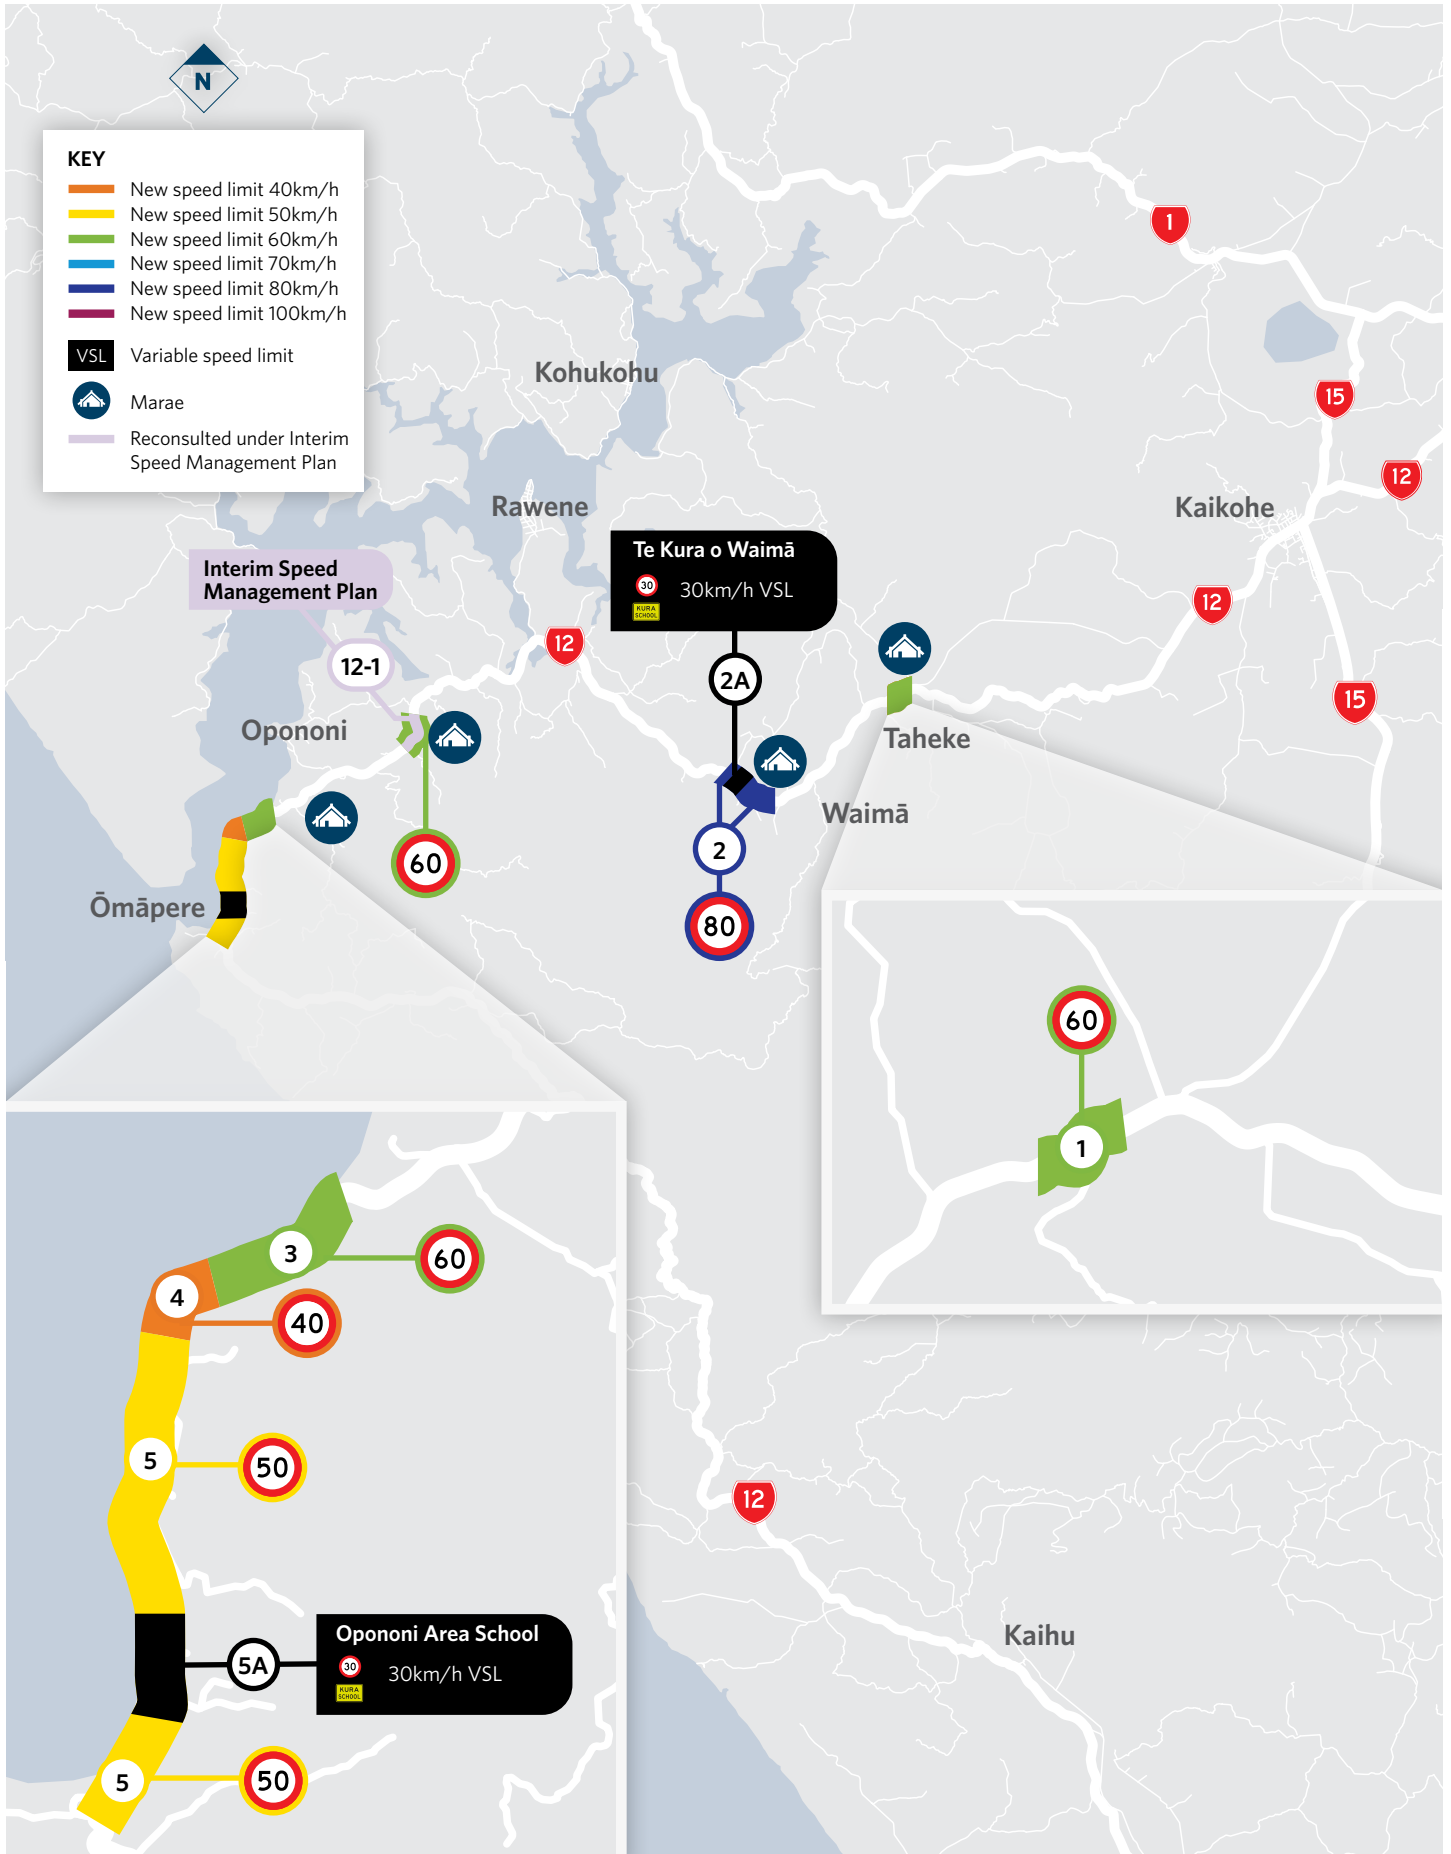 N
KEY
New speed limit 40km/h
New speed limit 50km/h
New speed limit 60km/h
New speed limit 70km/h
New speed limit 80km/h
New speed limit 100km/h
VSL Variable speed limit
Marae
Reconsulted under Interim
Speed Management Plan
1
15
12
Kohukohu
Rawene
Kaikohe
Interim Speed
Management Plan
12-1
Te Kura o Waimā
30
30km/h VSL
KURA
SCHOOL
2A
12
12
15
Opononi
Taheke
Waimā
60
2
80
Ōmāpere
60
1
3
60
4
40
5
50
5A
Opononi Area School
30
30km/h VSL
KURA
SCHOOL
5
50
12
Kaihu